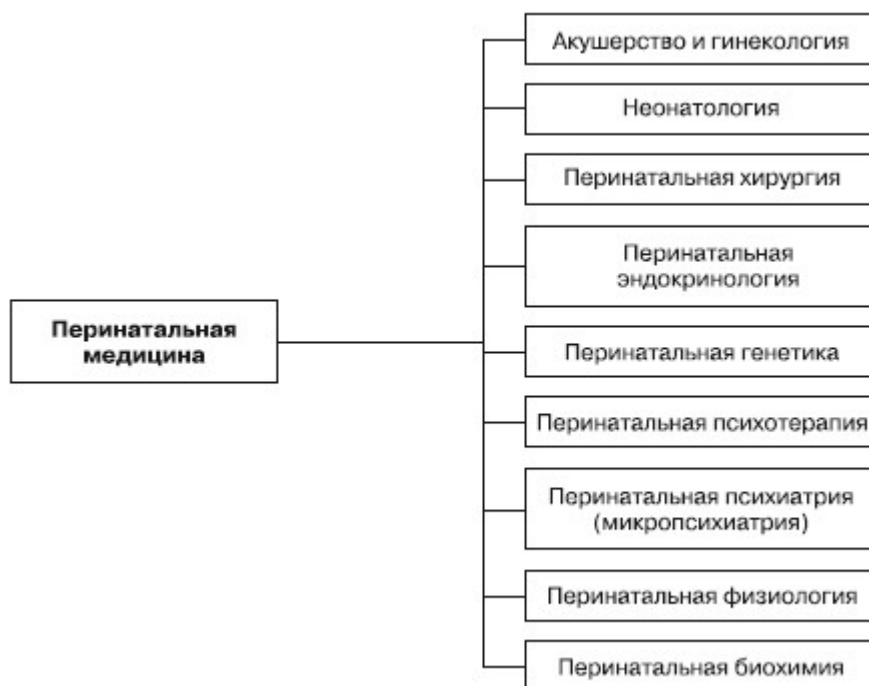 Акушерство и гинекология
Неонатология
Перинатальная хирургия
Перинатальная
эндокринология
Перинатальная
медицина
Перинатальная генетика
Перинатальная психотерапия
Перинатальная психиатрия
(микропсихиатрия)
Перинатальная физиология
Перинатальная биохимия